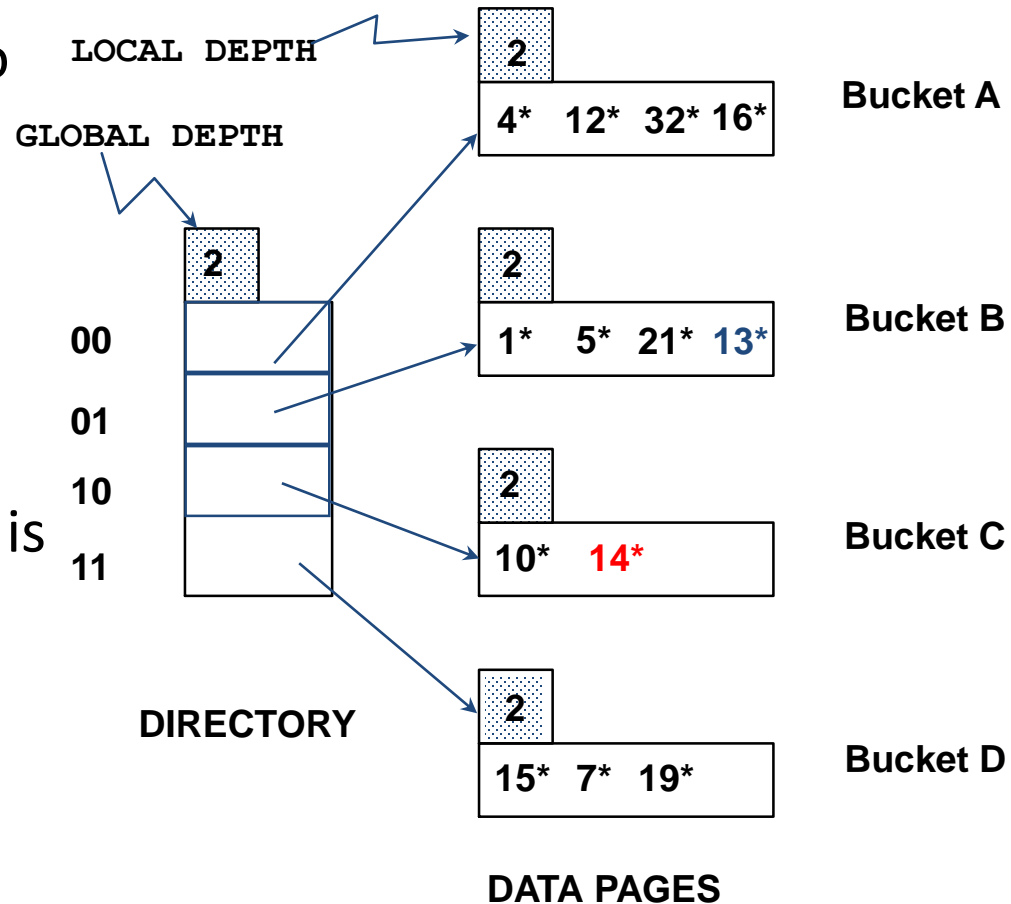 LOCAL DEPTH
GLOBAL DEPTH
2
4* 12* 32* 16*
Bucket A
2
00
01
10
11
is
DIRECTORY
2
1* 5* 21* 13*
Bucket B
2
10* 14*
Bucket C
2
15* 7* 19*
Bucket D
DATA PAGES